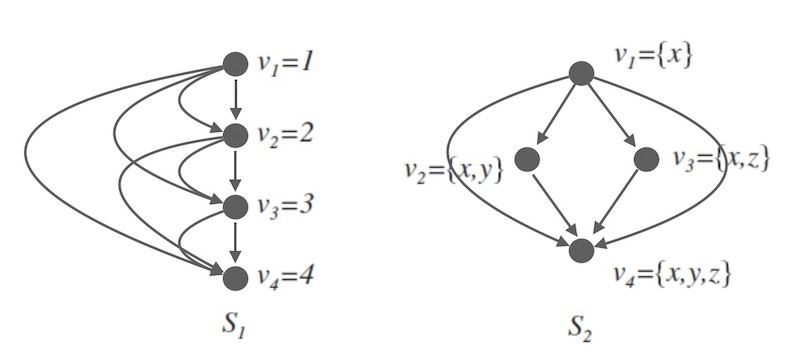 v₁=1
v₂=2
v₃=3
v₄=4
S₁
v₁={x}
v₂={x,y}
v₃={x,z}
v₄={x,y,z}
S₂